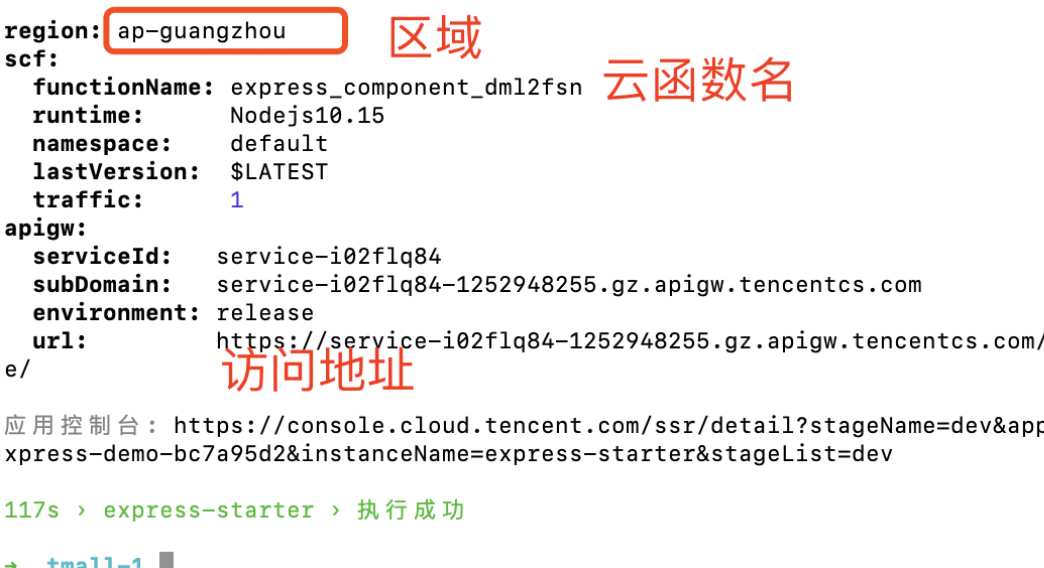 region: ap-guangzhou 区域
scf:
functionName: express_component_dml2fsn 云函数名
runtime: Nodejs10.15
namespace: default
lastVersion: $LATEST
traffic: 1
apigw:
serviceId: service-i02flq84
subDomain: service-i02flq84-1252948255.gz.apigw.tencentcs.com
environment: release
url: https://service-i02flq84-1252948255.gz.apigw.tencentcs.com/
e/ 访问地址
应用控制台: https://console.cloud.tencent.com/ssr/detail?stageName=dev&app
xpress-demo-bc7a95d2&instanceName=express-starter&stageList=dev
117s › express-starter › 执行成功
→ tmall-1